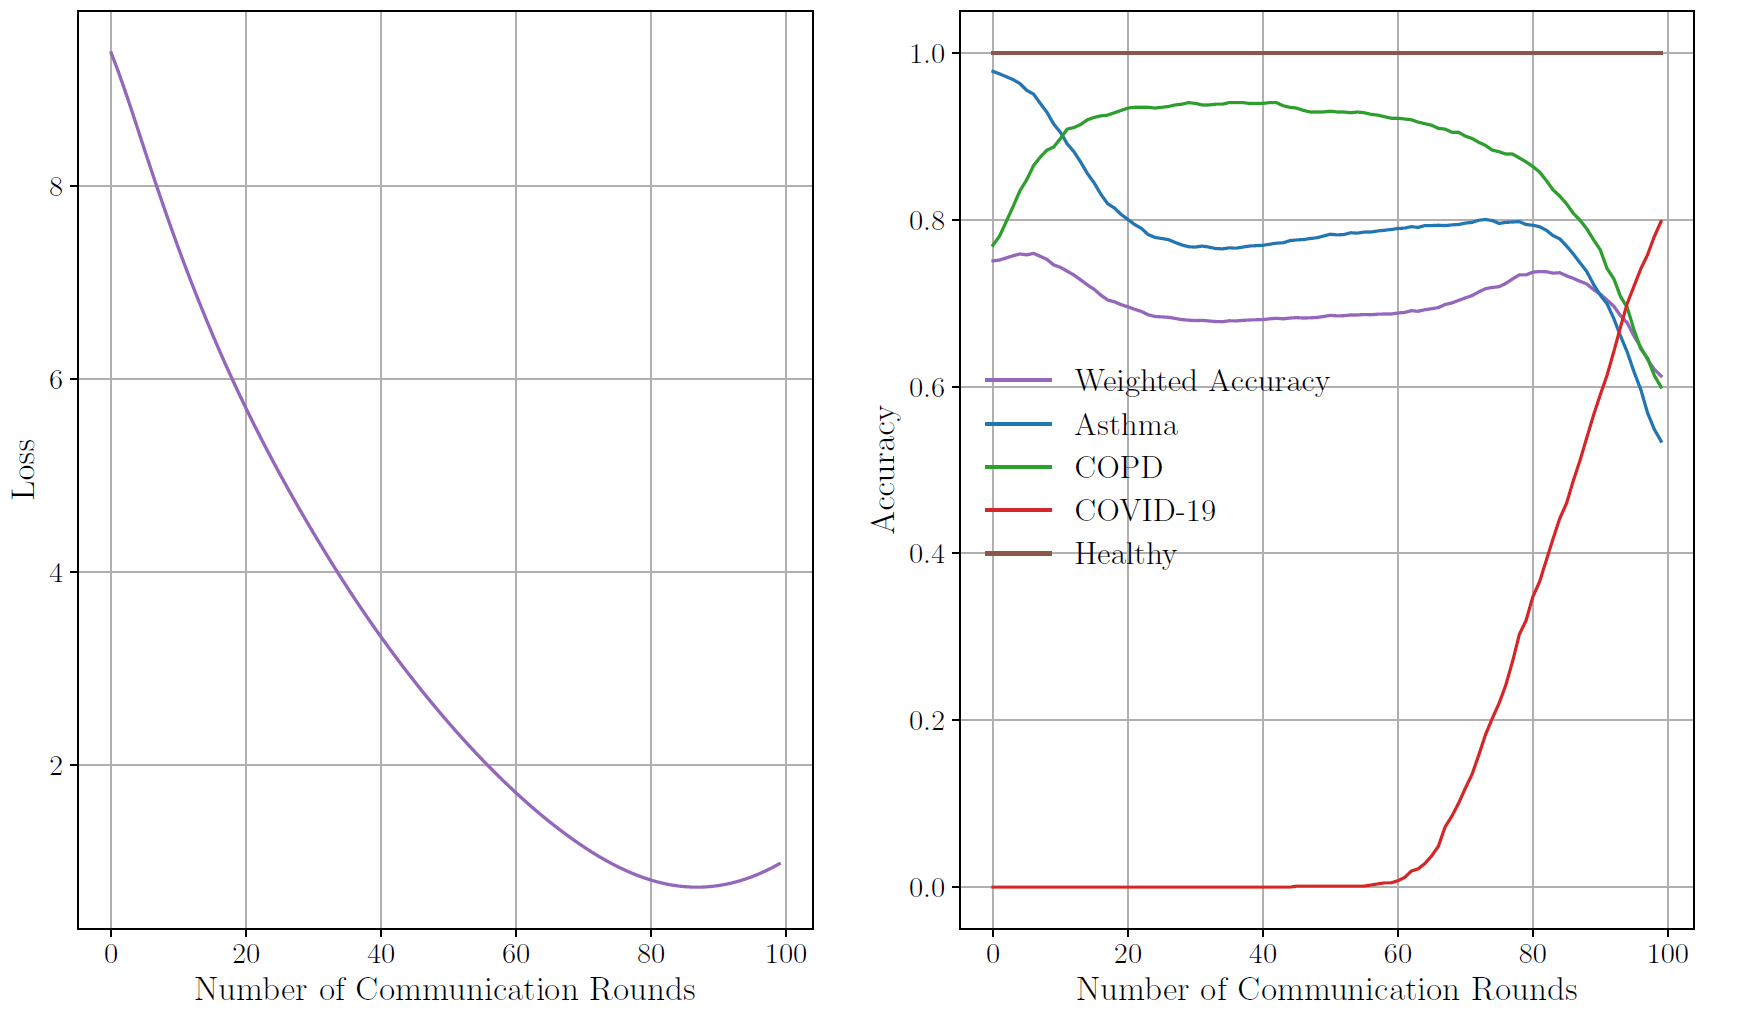 Loss
8
6
4
2
0 20 40 60 80 100
Number of Communication Rounds
Accuracy
1.0
0.8
0.6
0.4
0.2
0.0
Weighted Accuracy
Asthma
COPD
COVID-19
Healthy
0 20 40 60 80 100
Number of Communication Rounds